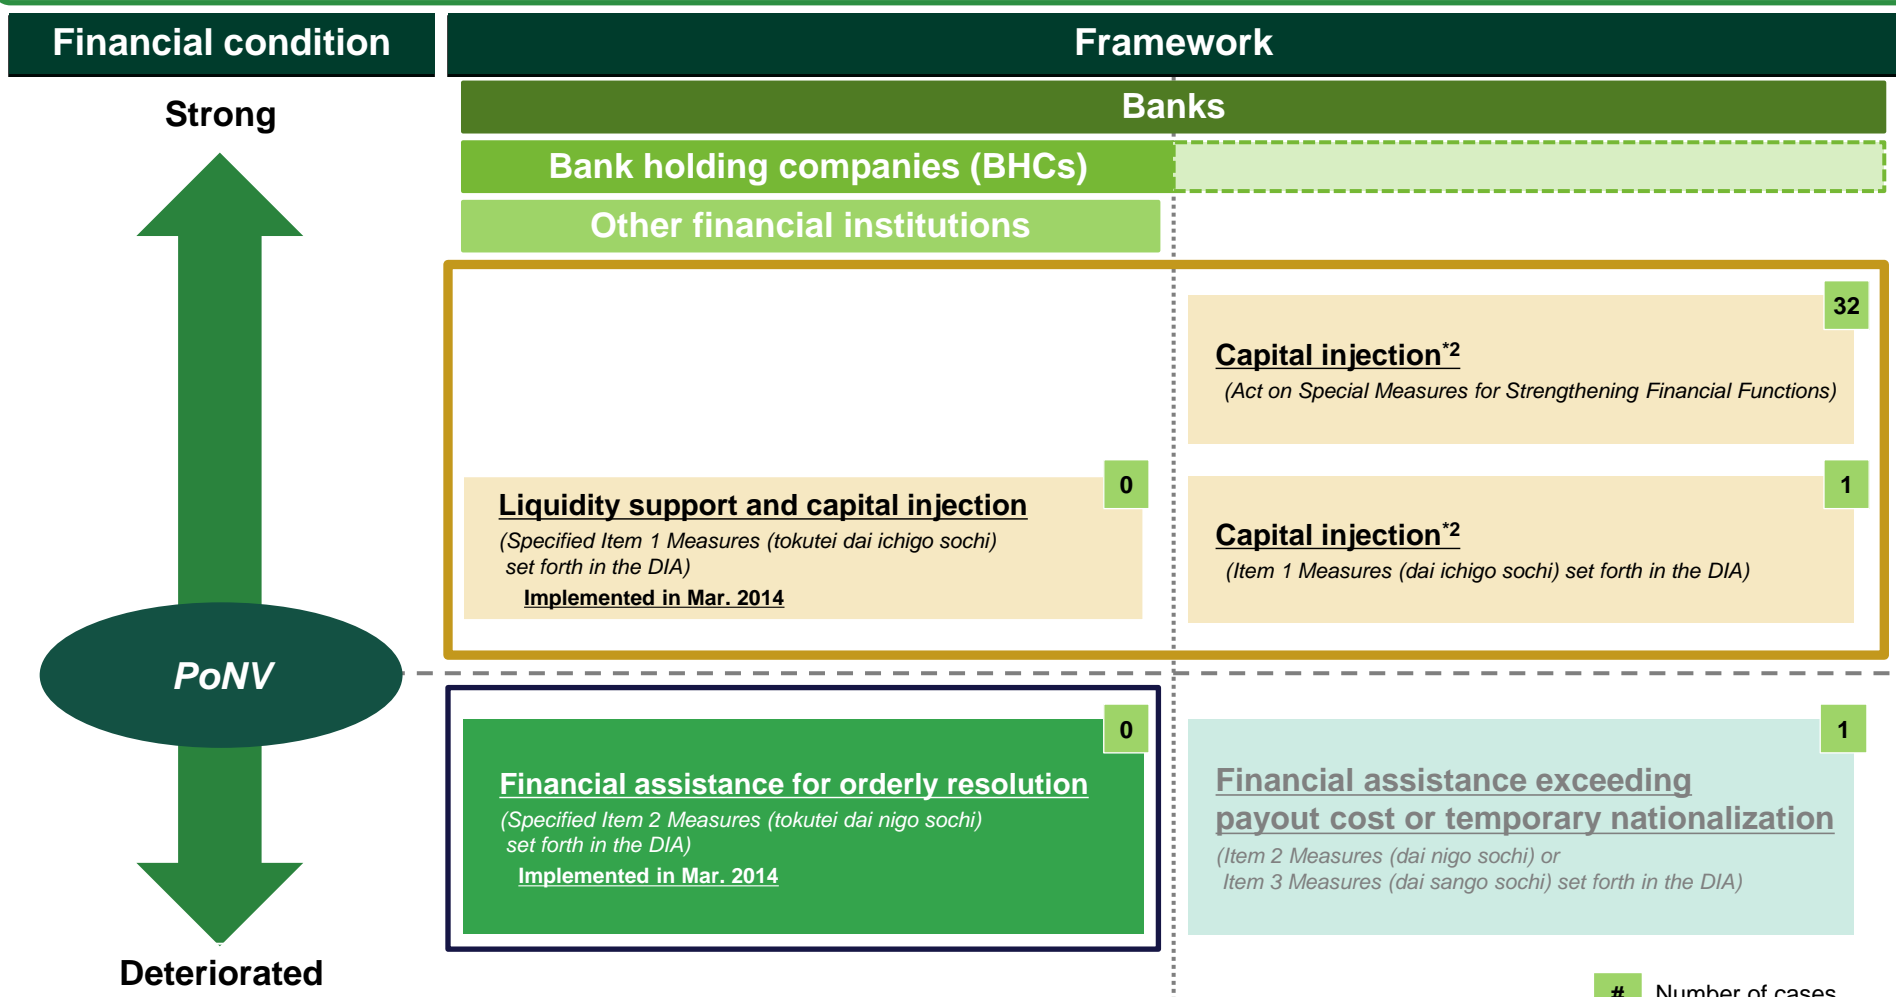 Financial condition
Framework
Strong
Banks
Bank holding companies (BHCs)
Other financial institutions
32
Capital injection*2
(Act on Special Measures for Strengthening Financial Functions)
0
Liquidity support and capital injection
(Specified Item 1 Measures (tokutei dai ichigo sochi)
set forth in the DIA)
Implemented in Mar. 2014
1
Capital injection*2
(Item 1 Measures (dai ichigo sochi) set forth in the DIA)
PoNV
0
Financial assistance for orderly resolution
(Specified Item 2 Measures (tokutei dai nigo sochi)
set forth in the DIA)
Implemented in Mar. 2014
1
Financial assistance exceeding
payout cost or temporary nationalization
(Item 2 Measures (dai nigo sochi) or
Item 3 Measures (dai sango sochi) set forth in the DIA)
Deteriorated
# Number of cases